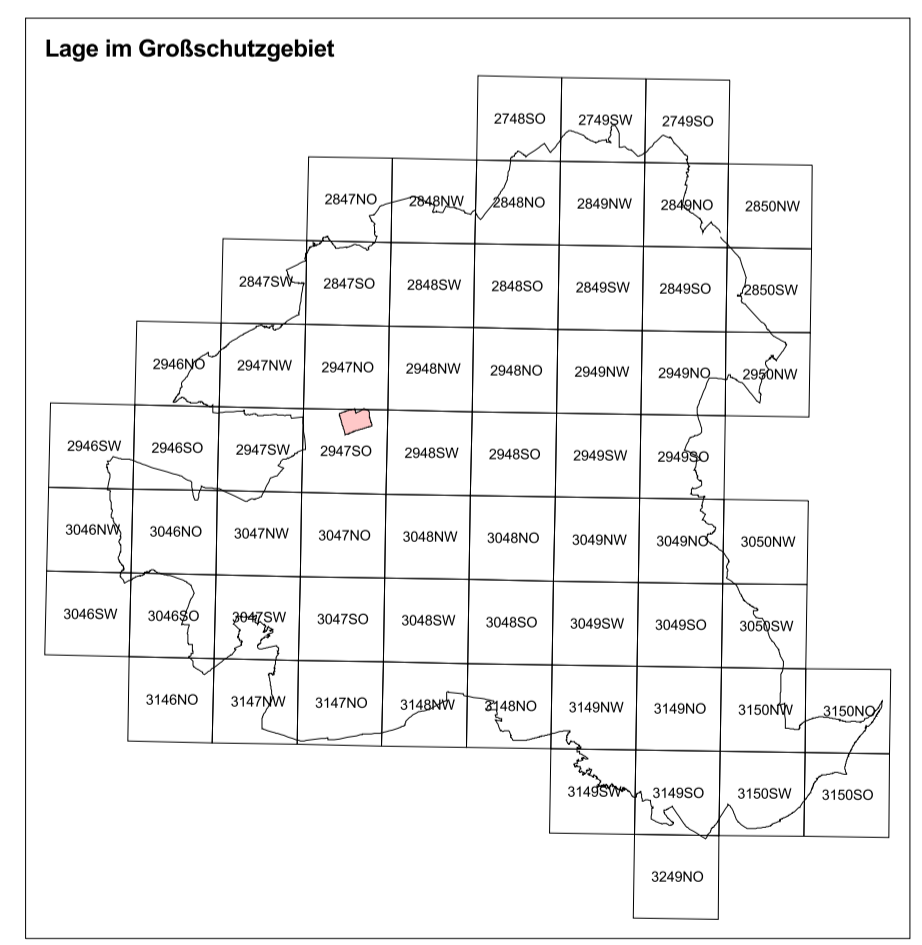 Lage im Großschutzgebiet
2748SO 2749SW 2749SO
2847NO 2848NW 2848NO 2849NW 2849NO 2850NW
2847SW 2847SO 2848SW 2848SO 2849SW 2849SO 2850SW
2946NO 2947NW 2947NO 2948NW 2948NO 2949NW 2949NO 2950NW
2946SW 2946SO 2947SW 2947SO 2948SW 2948SO 2949SW 2949SO
3046NW 3046NO 3047NW 3047NO 3048NW 3048NO 3049NW 3049NO 3050NW
3046SW 3046SO 3047SW 3047SO 3048SW 3048SO 3049SW 3049SO 3050SW
3146NO 3147NW 3147NO 3148NW 3148NO 3149NW 3149NO 3150NW 3150NO
3149SW 3149SO 3150SW 3150SO
3249NO